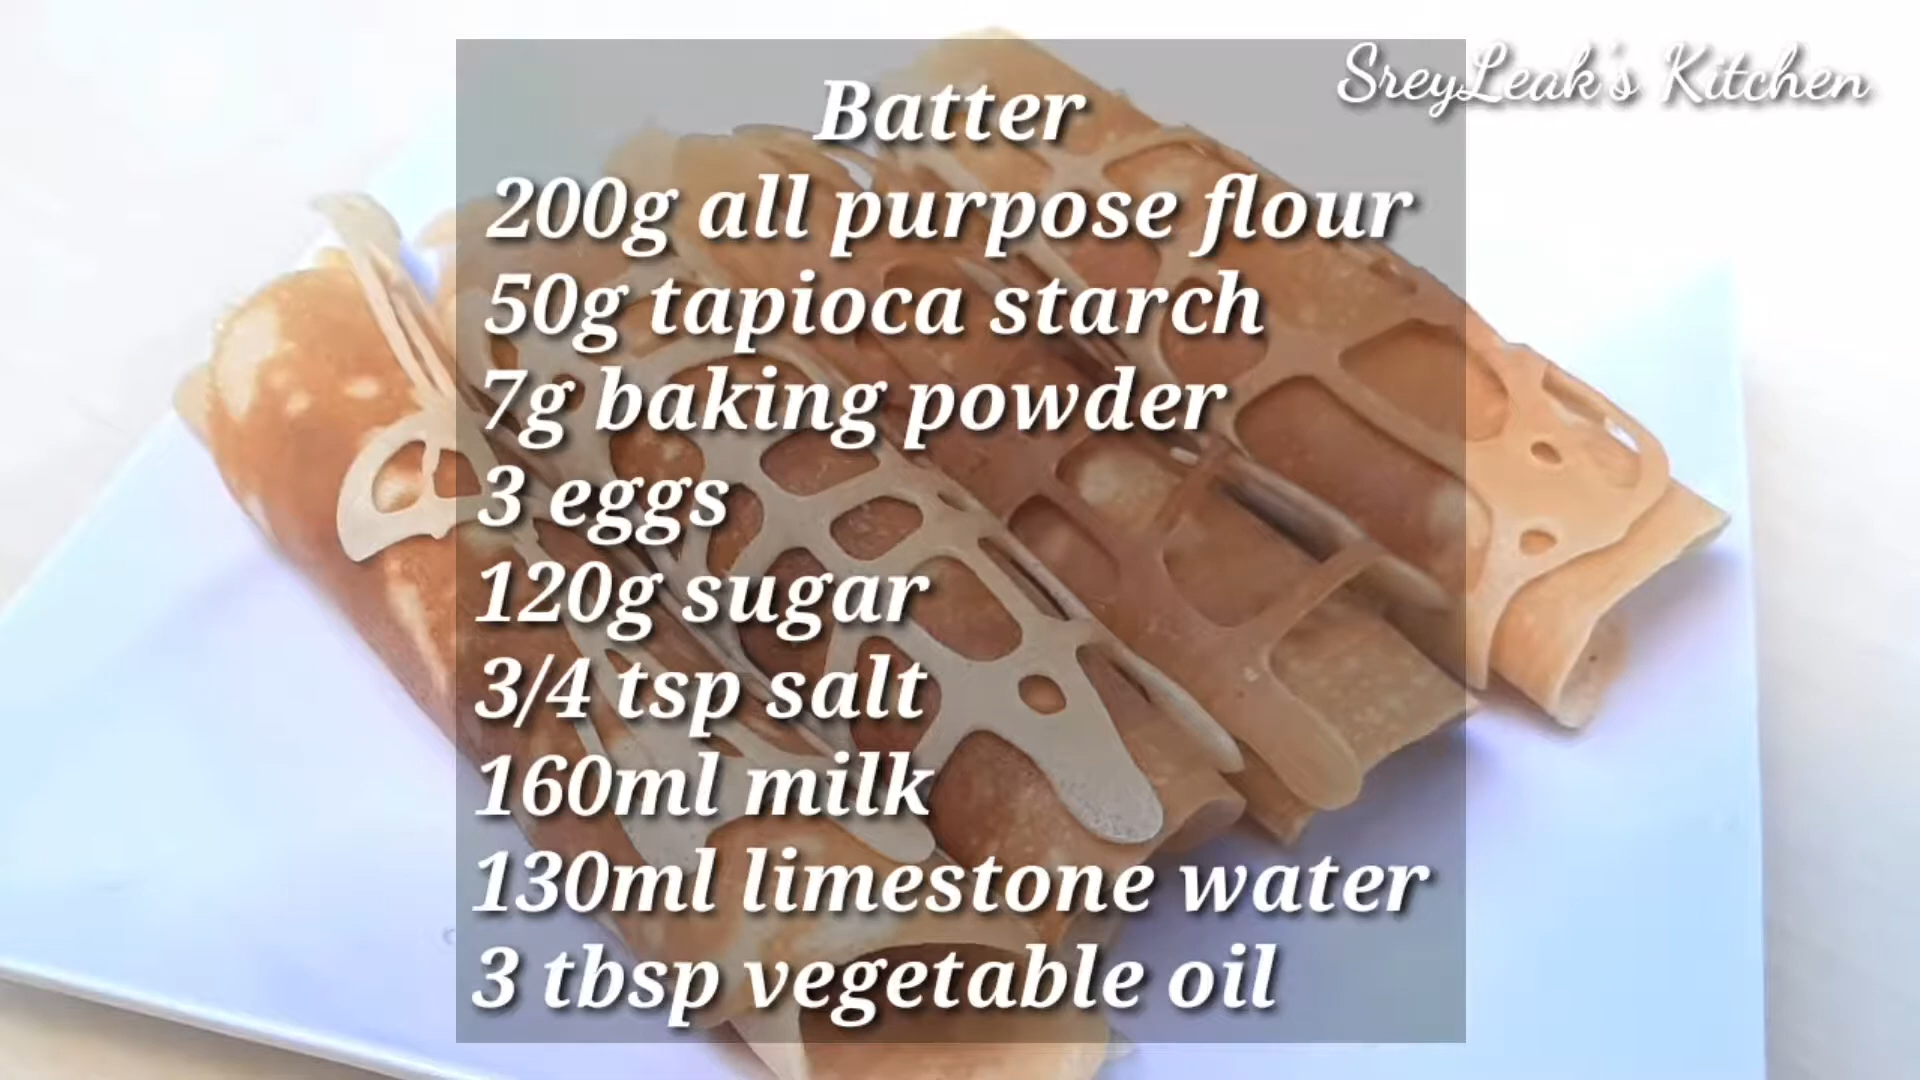 SreyLeak's Kitchen
Batter
200g all purpose flour
50g tapioca starch
7g baking powder
3 eggs
120g sugar
3/4 tsp salt
160ml milk
130ml limestone water
3 tbsp vegetable oil